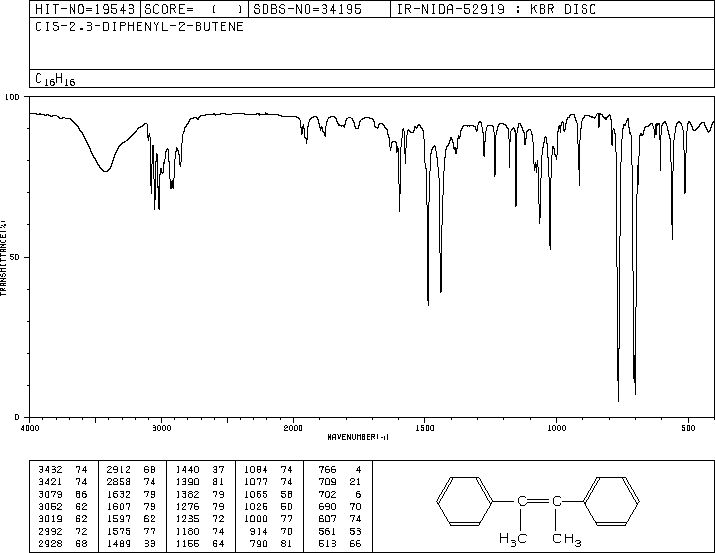 HIT-NO=19543 SCORE= ( ) SDBS-NO=34195 IR-NIDA-52919 : KBR DISC
CIS-2,3-DIPHENYL-2-BUTENE
C16H16
100
50
0
TRANSMITTANCE(%)
4000 3000 2000 1500 1000 500
WAVENUMBER(-1)
3432 74 2912 68 1440 37 1084 74 766 4
3421 74 2858 74 1390 81 1077 74 709 21
3079 66 1632 79 1382 79 1065 58 702 6
3052 62 1607 79 1276 79 1026 50 690 70
3019 62 1597 62 1235 72 1000 77 607 74
2992 72 1575 77 1180 74 914 70 561 53
2928 68 1489 33 1155 64 790 81 513 66
C C
H3C CH3